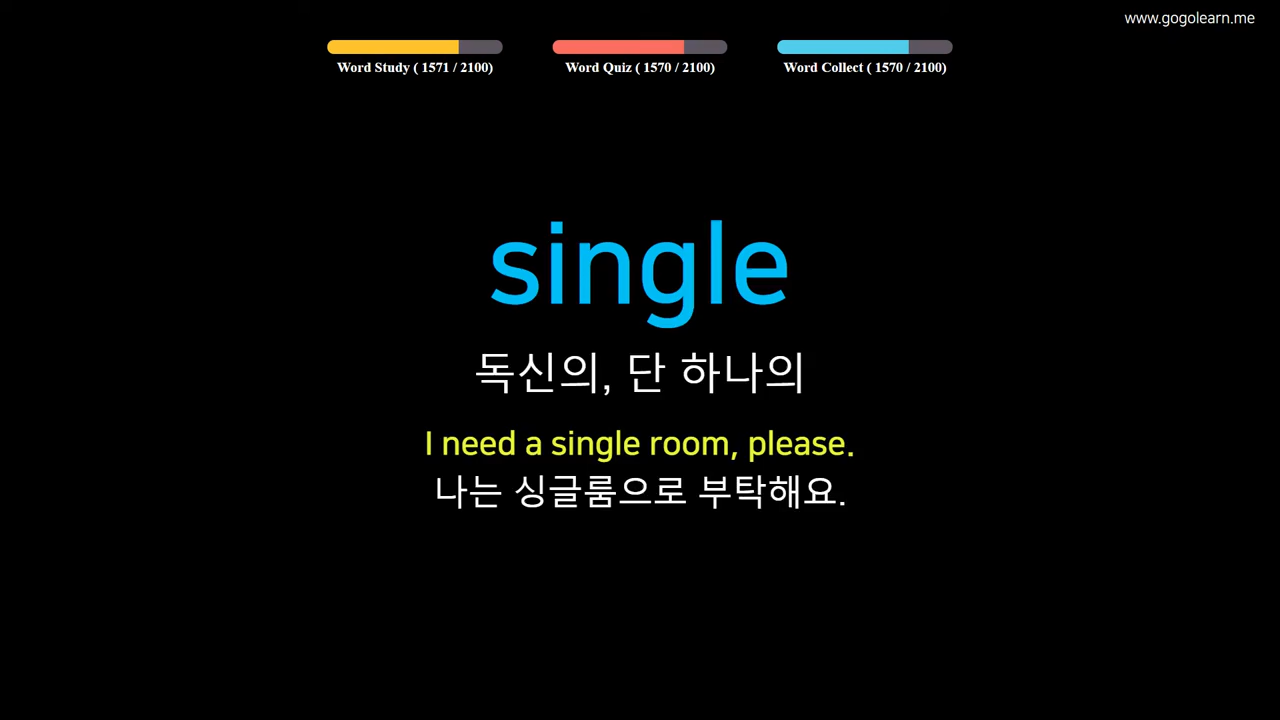 www.gogolearn.me
Word Study ( 1571 / 2100)
Word Quiz ( 1570 / 2100)
Word Collect ( 1570 / 2100)
single
독신의, 단 하나의
I need a single room, please.
나는 싱글룸으로 부탁해요.